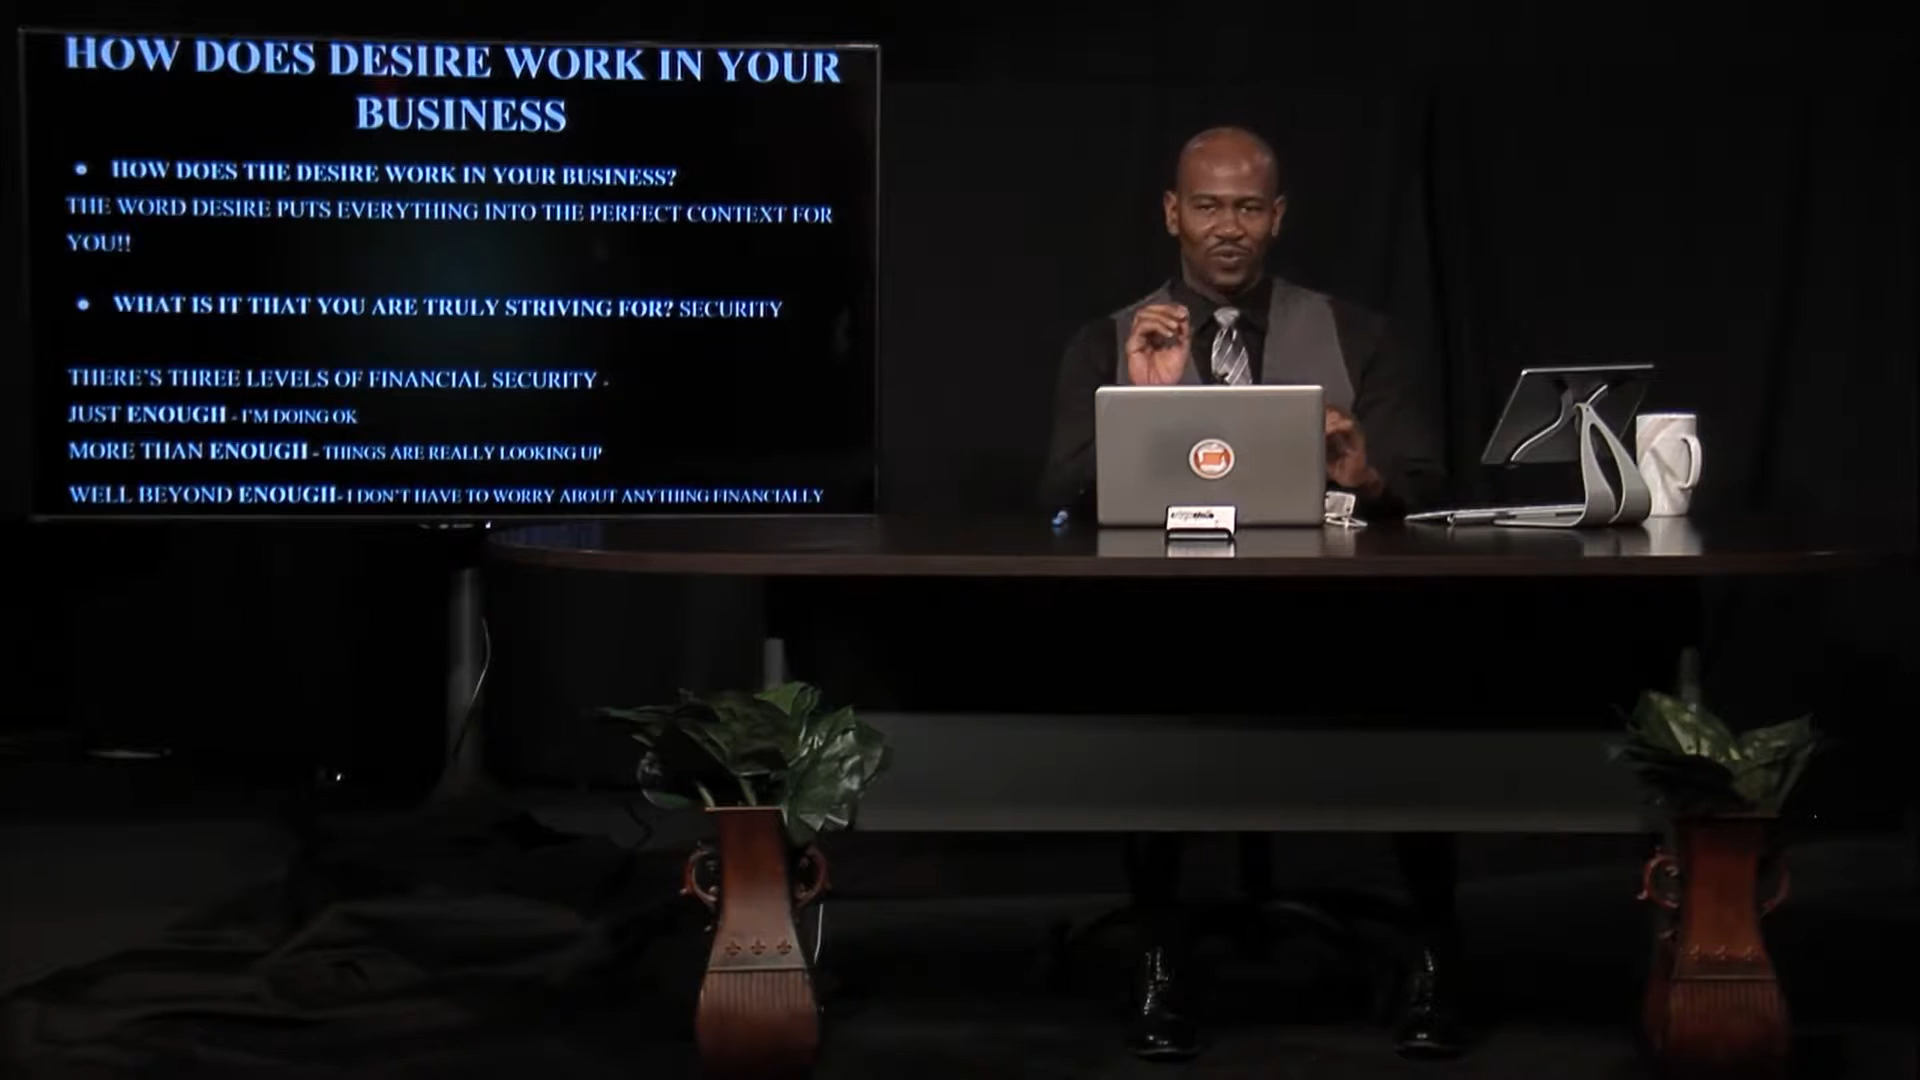 HOW DOES DESIRE WORK IN YOUR
BUSINESS
• HOW DOES THE DESIRE WORK IN YOUR BUSINESS?
THE WORD DESIRE PUTS EVERYTHING INTO THE PERFECT CONTEXT FOR
YOU!!
• WHAT IS IT THAT YOU ARE TRULY STRIVING FOR? SECURITY
THERE'S THREE LEVELS OF FINANCIAL SECURITY -
JUST ENOUGH - I'M DOING OK
MORE THAN ENOUGH - THINGS ARE REALLY LOOKING UP
WELL BEYOND ENOUGH- I DON'T HAVE TO WORRY ABOUT ANYTHING FINANCIALLY